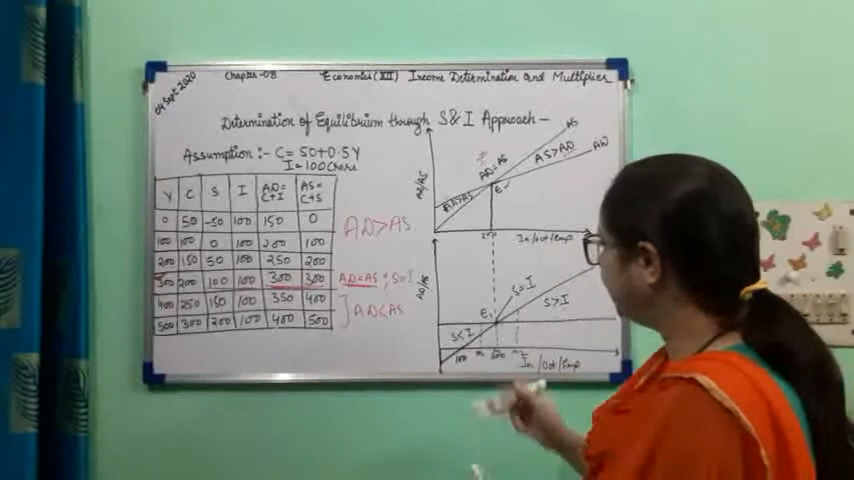 04 Sept 2020
Chapter-08 Economics (XII) Income Determination and Multiplier
Determination of Equilibrium through S&I Approach -
Assumption :- C = 50+0.5Y
I = 100 Crore
Y C S I AD= C+I AS= C+S
0 50 -50 100 150 0
100 100 0 100 200 100
200 150 50 100 250 200
300 200 100 100 300 300
400 250 150 100 350 400
500 300 200 100 400 500
AD>AS
AD=AS ; S=I
] AD<AS
AD/AS
AS
AD
AS>AD
AD=AS
AD>AS
E
In/Out/Emp
AD/AS
S=I
S>I
E1
S<I
100
In/Out/Emp